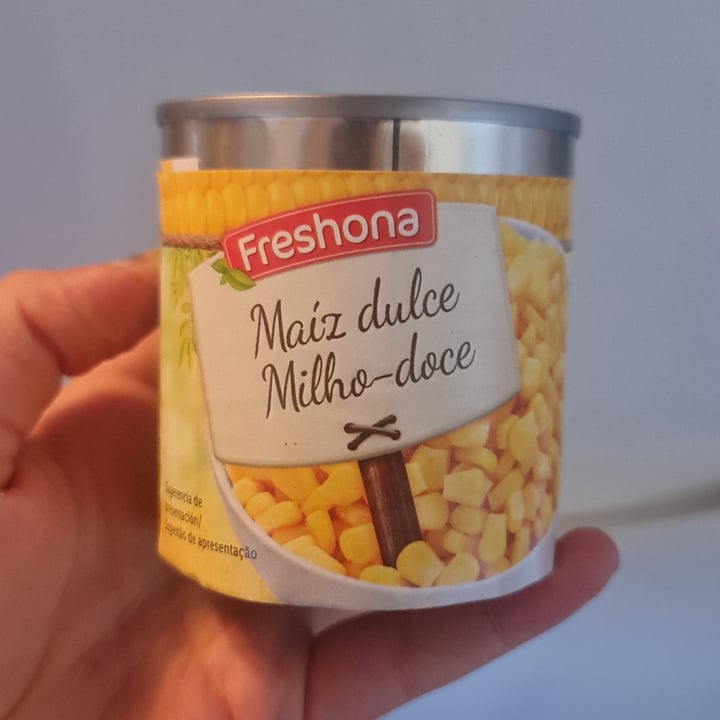 Freshona
Maíz dulce
Milho-doce
Sugerencia de
presentación/
Sugestão de apresentação